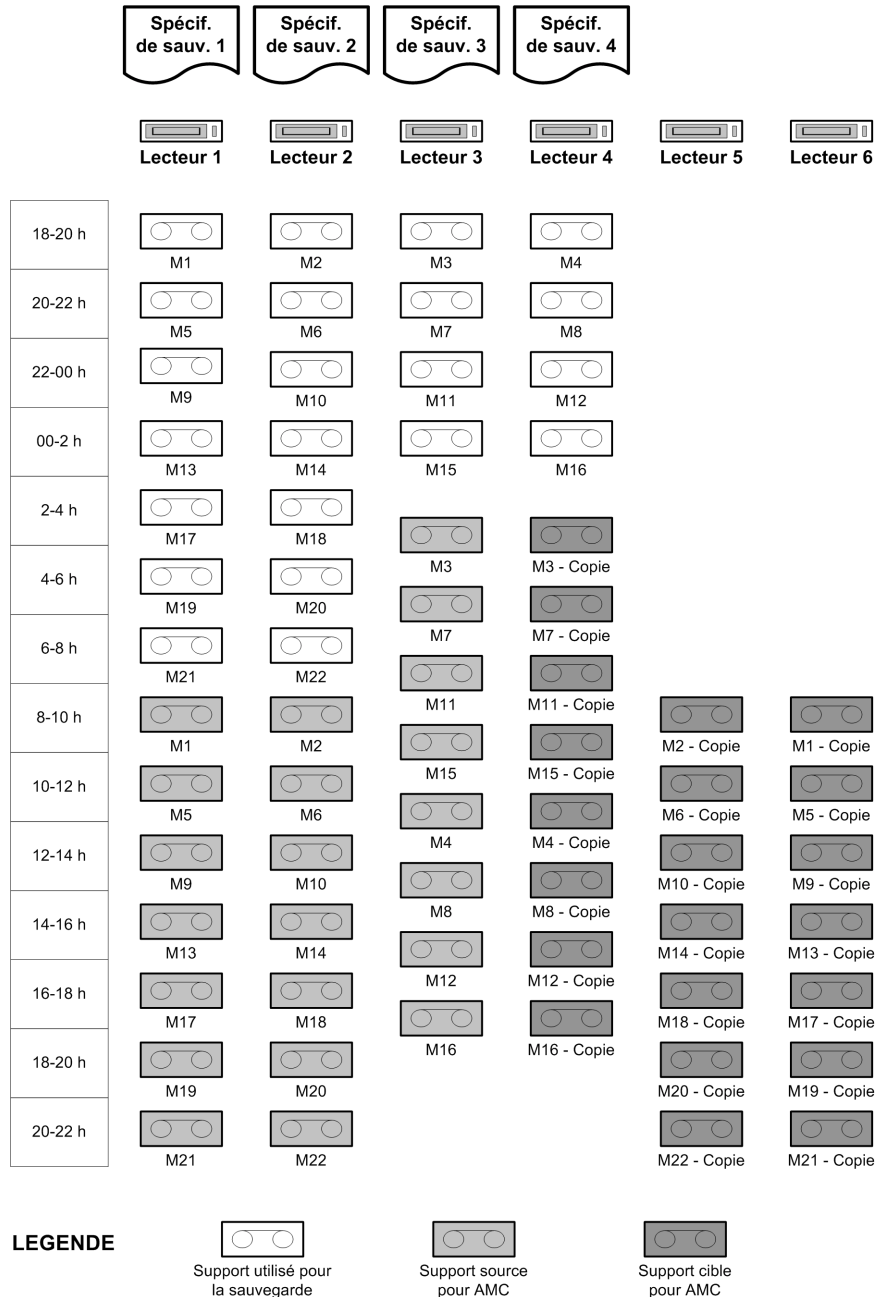 Spécif.
de sauv. 1
Spécif.
de sauv. 2
Spécif.
de sauv. 3
Spécif.
de sauv. 4
Lecteur 1 Lecteur 2 Lecteur 3 Lecteur 4 Lecteur 5 Lecteur 6
18-20 h
M1 M2 M3 M4
20-22 h
M5 M6 M7 M8
22-00 h
M9 M10 M11 M12
00-2 h
M13 M14 M15 M16
2-4 h
M17 M18
M3 M3 - Copie
4-6 h
M19 M20
M7 M7 - Copie
6-8 h
M21 M22
M11 M11 - Copie
8-10 h
M1 M2 M2 - Copie M1 - Copie
M15 M15 - Copie
10-12 h
M5 M6 M6 - Copie M5 - Copie
M4 M4 - Copie
12-14 h
M9 M10 M10 - Copie M9 - Copie
M8 M8 - Copie
14-16 h
M13 M14 M14 - Copie M13 - Copie
M12 M12 - Copie
16-18 h
M17 M18 M18 - Copie M17 - Copie
M16 M16 - Copie
18-20 h
M19 M20 M20 - Copie M19 - Copie
20-22 h
M21 M22 M22 - Copie M21 - Copie
LEGENDE
Support utilisé pour
la sauvegarde
Support source
pour AMC
Support cible
pour AMC